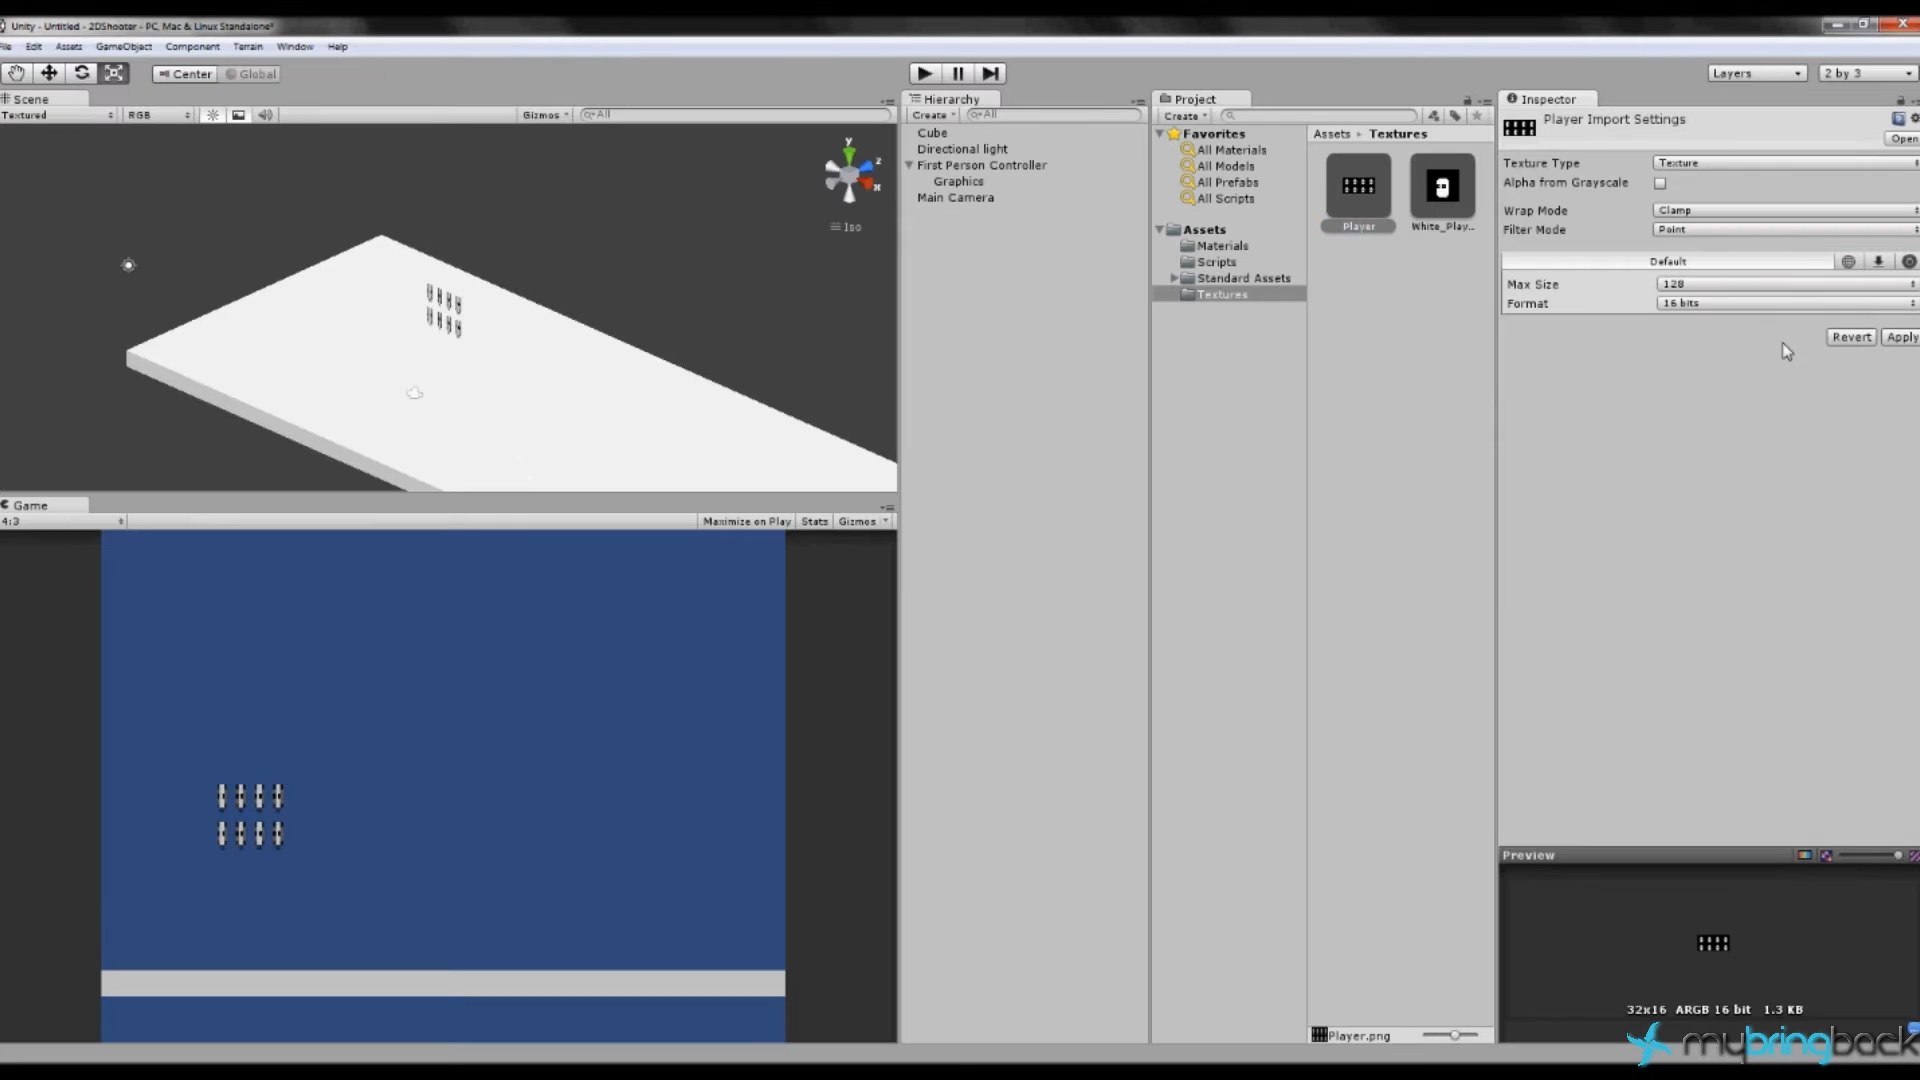 Unity - Untitled - 2DShooter - PC, Mac & Linux Standalone*
File Edit Assets GameObject Component Terrain Window Help
Center Global Layers 2 by 3
Scene
Textured RGB Gizmos All
y
z
x
Iso
Game
4:3 Maximize on Play Stats Gizmos
Hierarchy
Create All
Cube
Directional light
First Person Controller
Graphics
Main Camera
Project
Create
Favorites
All Materials
All Models
All Prefabs
All Scripts
Assets
Materials
Scripts
Standard Assets
Textures
Assets Textures
Player White_Play...
Player.png
Inspector
Player Import Settings
Open
Texture Type Texture
Alpha from Grayscale
Wrap Mode Clamp
Filter Mode Point
Default
Max Size 128
Format 16 bits
Revert Apply
Preview
32x16 ARGB 16 bit 1.3 KB
mybringback